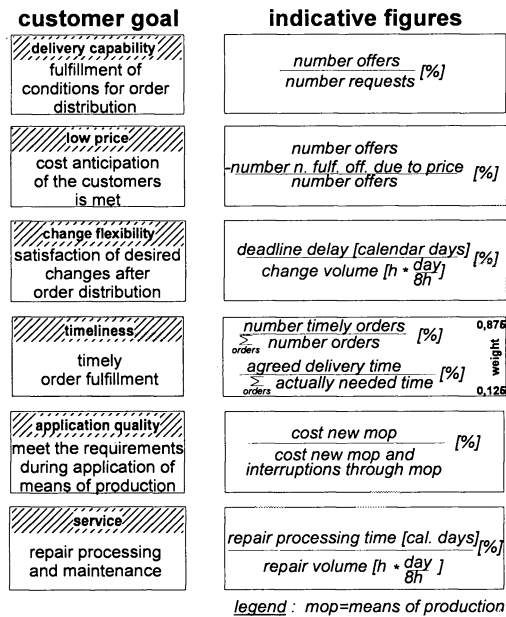 customer goal
indicative figures
delivery capability
fulfillment of
conditions for order
distribution
number offers
number requests
[%]
low price
cost anticipation
of the customers
is met
number offers
-number n. fulf. off. due to price
number offers
[%]
change flexibility
satisfaction of desired
changes after
order distribution
deadline delay [calendar days]
change volume [h * day
8h ]
[%]
timeliness
timely
order fulfillment
number timely orders
Σ number orders
orders
[%]
agreed delivery time
Σ actually needed time
orders
[%]
0,875
weight
0,125
application quality
meet the requirements
during application of
means of production
cost new mop
cost new mop and
interruptions through mop
[%]
service
repair processing
and maintenance
repair processing time [cal. days]
repair volume [h * day
8h ]
[%]
legend : mop=means of production